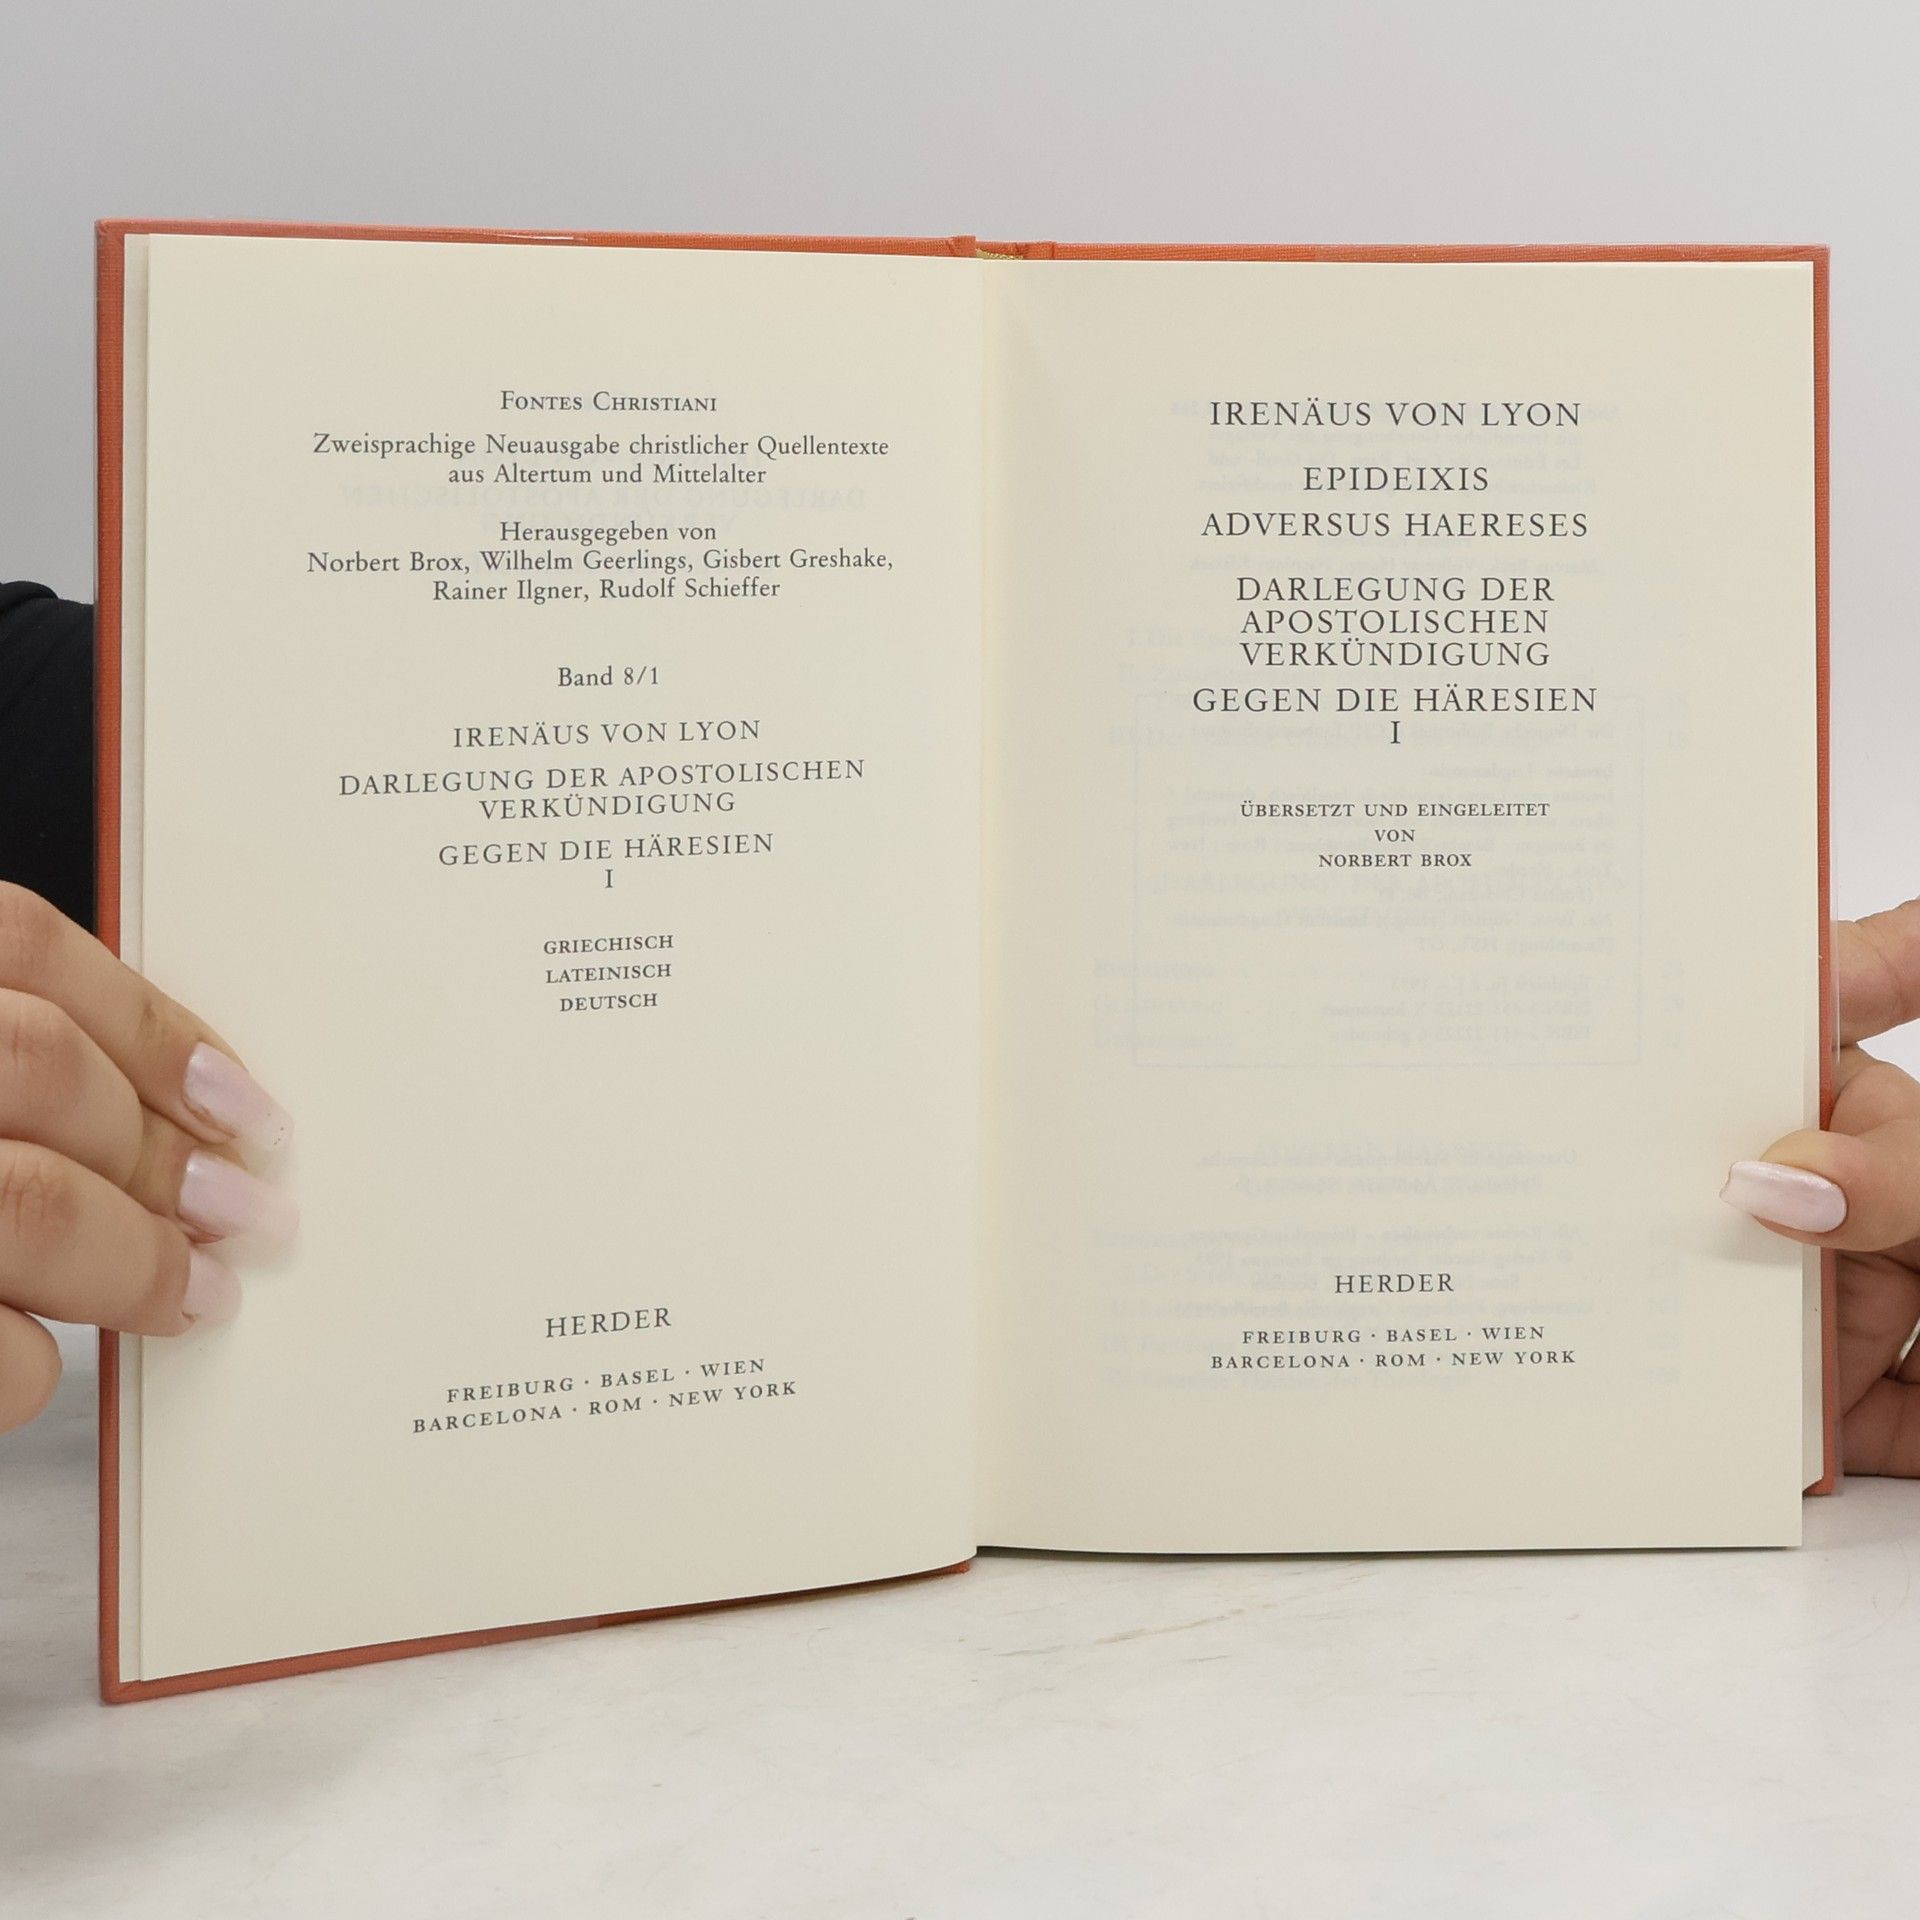 FONTES CHRISTIANI
Zweisprachige Neuausgabe christlicher Quellentexte
aus Altertum und Mittelalter
Herausgegeben von
Norbert Brox, Wilhelm Geerlings, Gisbert Greshake,
Rainer Ilgner, Rudolf Schieffer
Band 8/1
IRENÄUS VON LYON
DARLEGUNG DER APOSTOLISCHEN
VERKÜNDIGUNG
GEGEN DIE HÄRESIEN
I
GRIECHISCH
LATEINISCH
DEUTSCH
HERDER
FREIBURG · BASEL · WIEN
BARCELONA · ROM · NEW YORK
IRENÄUS VON LYON
EPIDEIXIS
ADVERSUS HAERESES
DARLEGUNG DER
APOSTOLISCHEN
VERKÜNDIGUNG
GEGEN DIE HÄRESIEN
I
ÜBERSETZT UND EINGELEITET
VON
NORBERT BROX
HERDER
FREIBURG · BASEL · WIEN
BARCELONA · ROM · NEW YORK